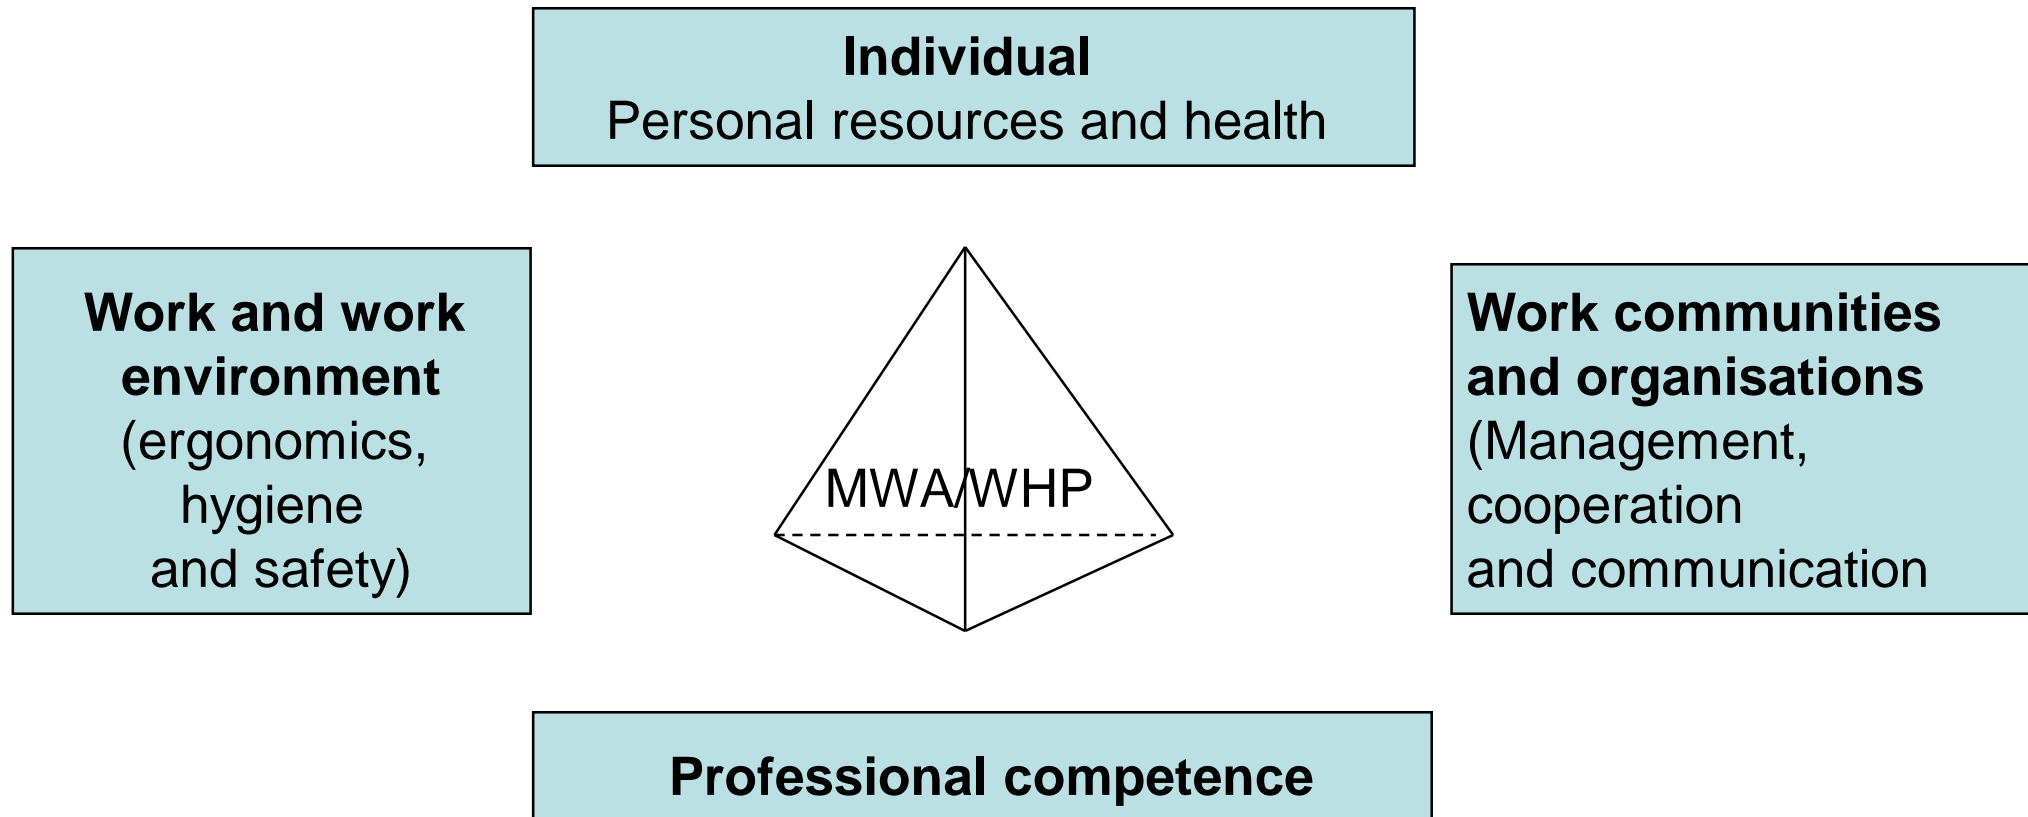 Individual
Personal resources and health
Work and work
environment
(ergonomics,
hygiene
and safety)
MWA/WHP
Work communities
and organisations
(Management,
cooperation
and communication
Professional competence